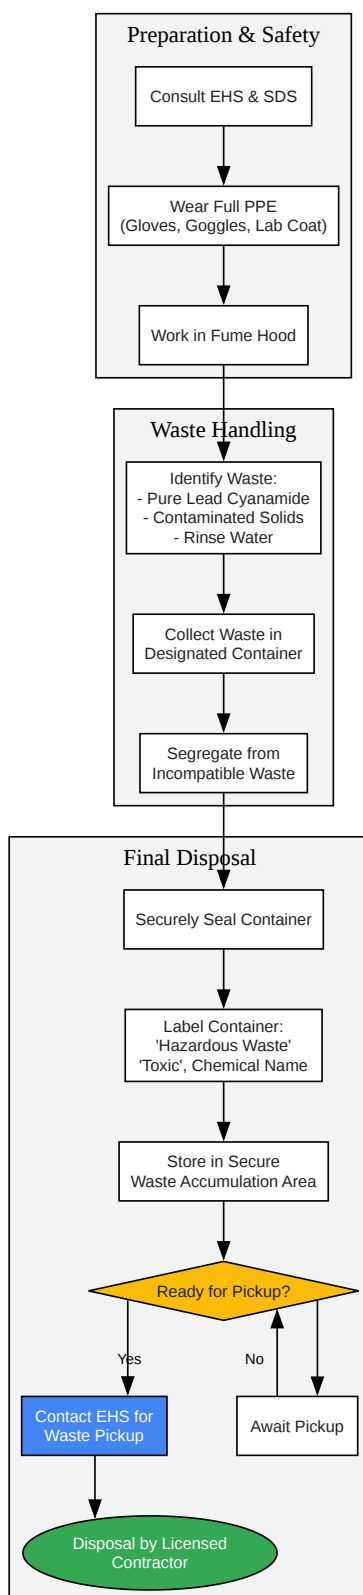 Preparation & Safety
Consult EHS & SDS
Wear Full PPE
(Gloves, Goggles, Lab Coat)
Work in Fume Hood
Waste Handling
Identify Waste:
- Pure Lead Cyanamide
- Contaminated Solids
- Rinse Water
Collect Waste in
Designated Container
Segregate from
Incompatible Waste
Final Disposal
Securely Seal Container
Label Container:
'Hazardous Waste'
'Toxic', Chemical Name
Store in Secure
Waste Accumulation Area
Ready for Pickup?
Yes
No
Contact EHS for
Waste Pickup
Await Pickup
Disposal by Licensed
Contractor